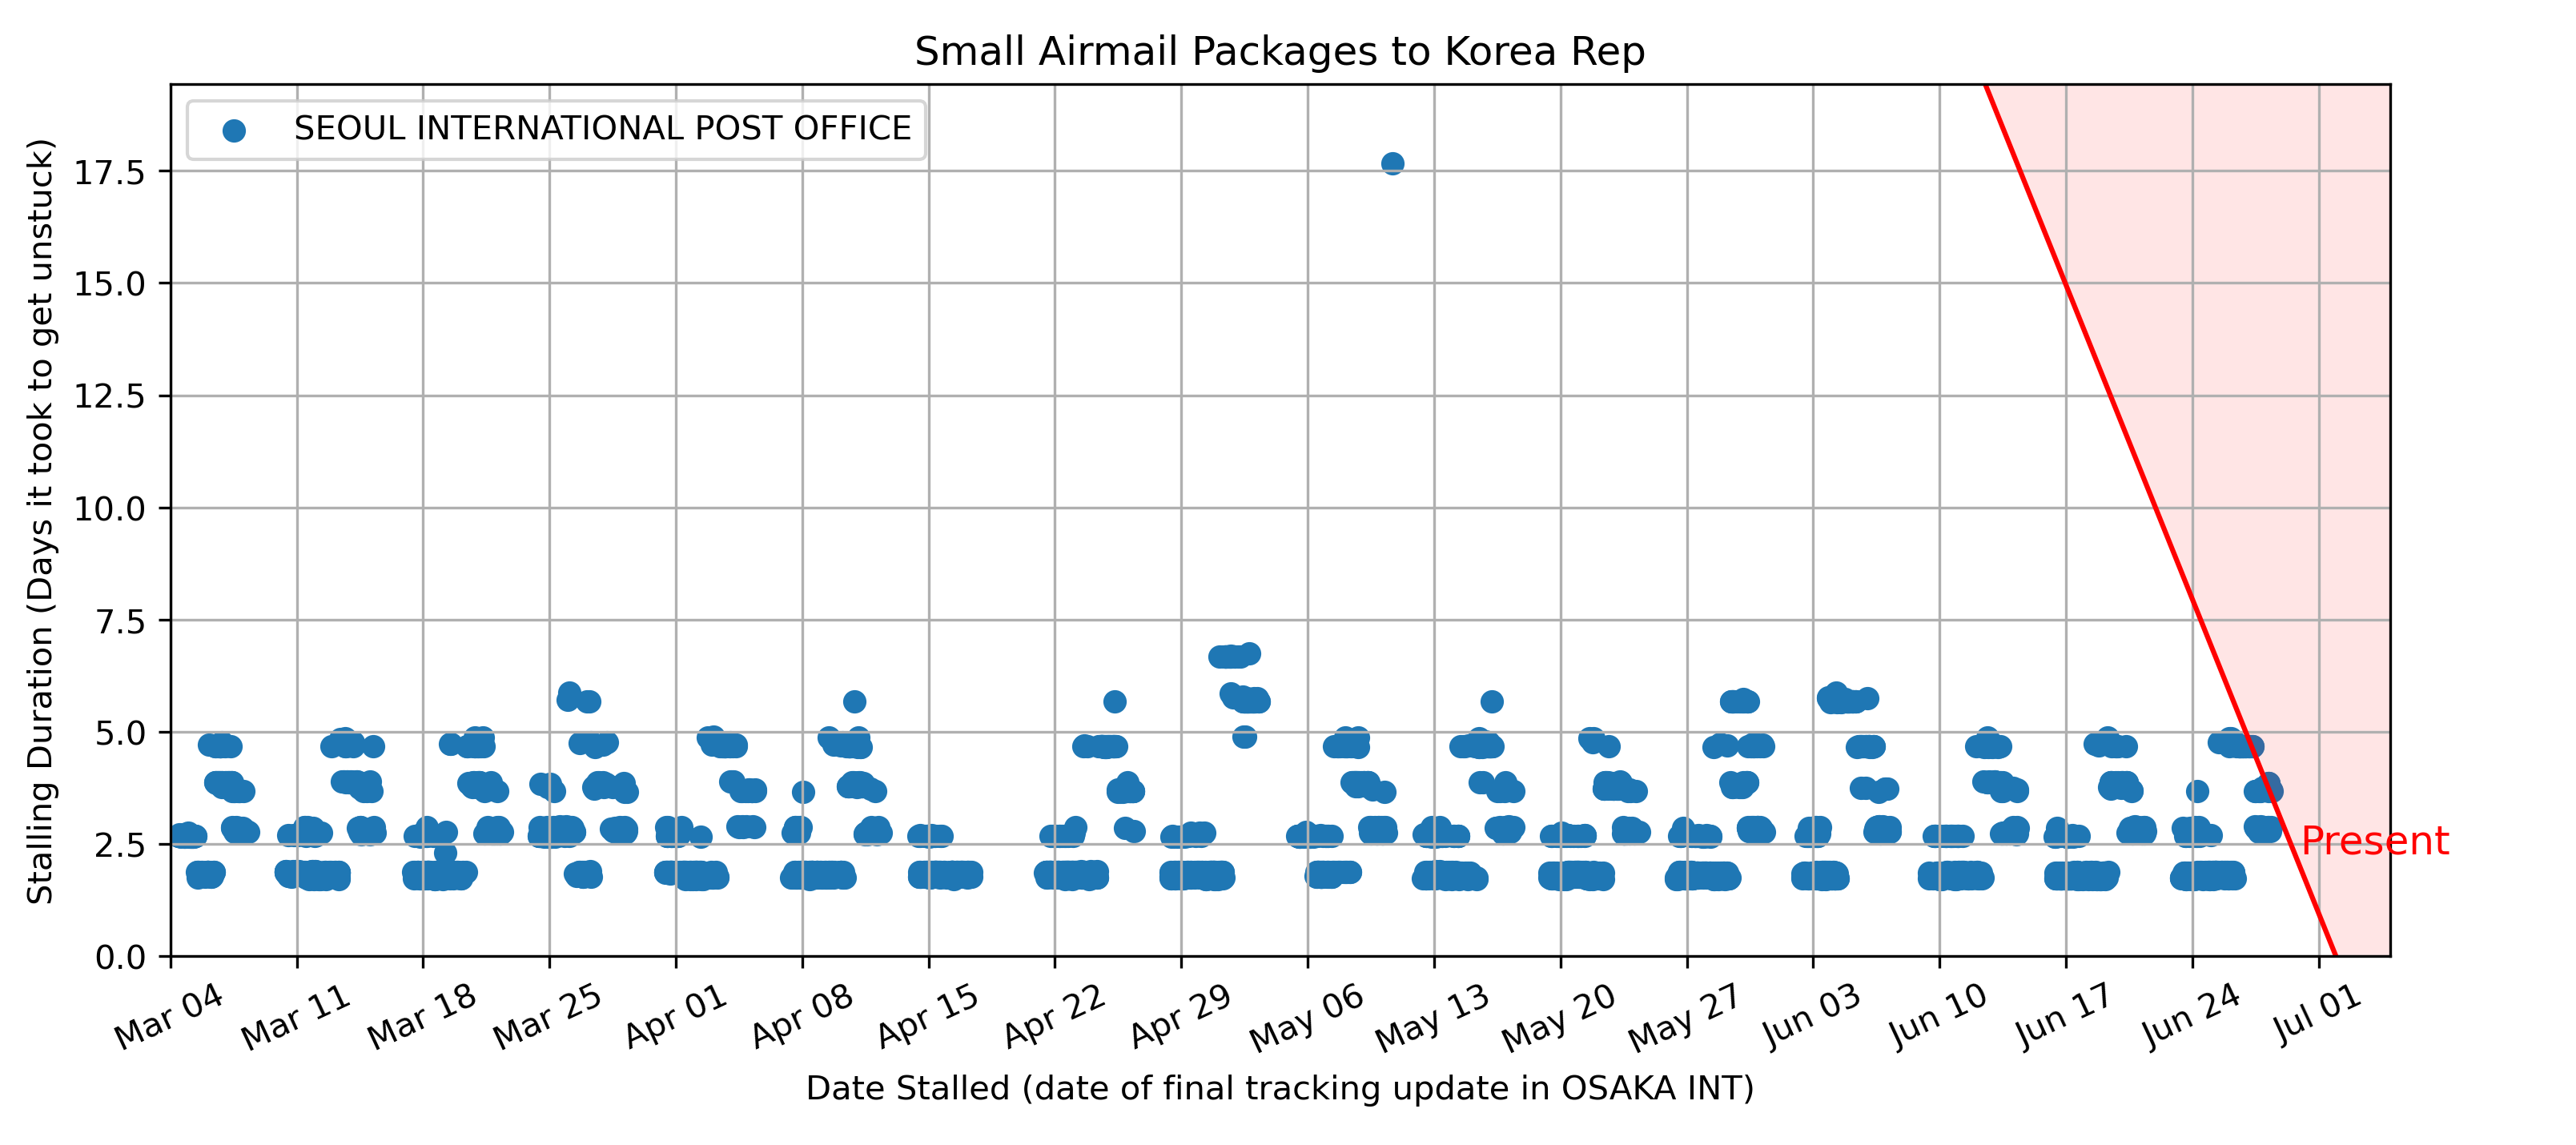 Small Airmail Packages to Korea Rep
SEOUL INTERNATIONAL POST OFFICE
Stalling Duration (Days it took to get unstuck)
17.5
15.0
12.5
10.0
7.5
5.0
2.5
0.0
Present
Mar 04
Mar 11
Mar 18
Mar 25
Apr 01
Apr 08
Apr 15
Apr 22
Apr 29
May 06
May 13
May 20
May 27
Jun 03
Jun 10
Jun 17
Jun 24
Jul 01
Date Stalled (date of final tracking update in OSAKA INT)